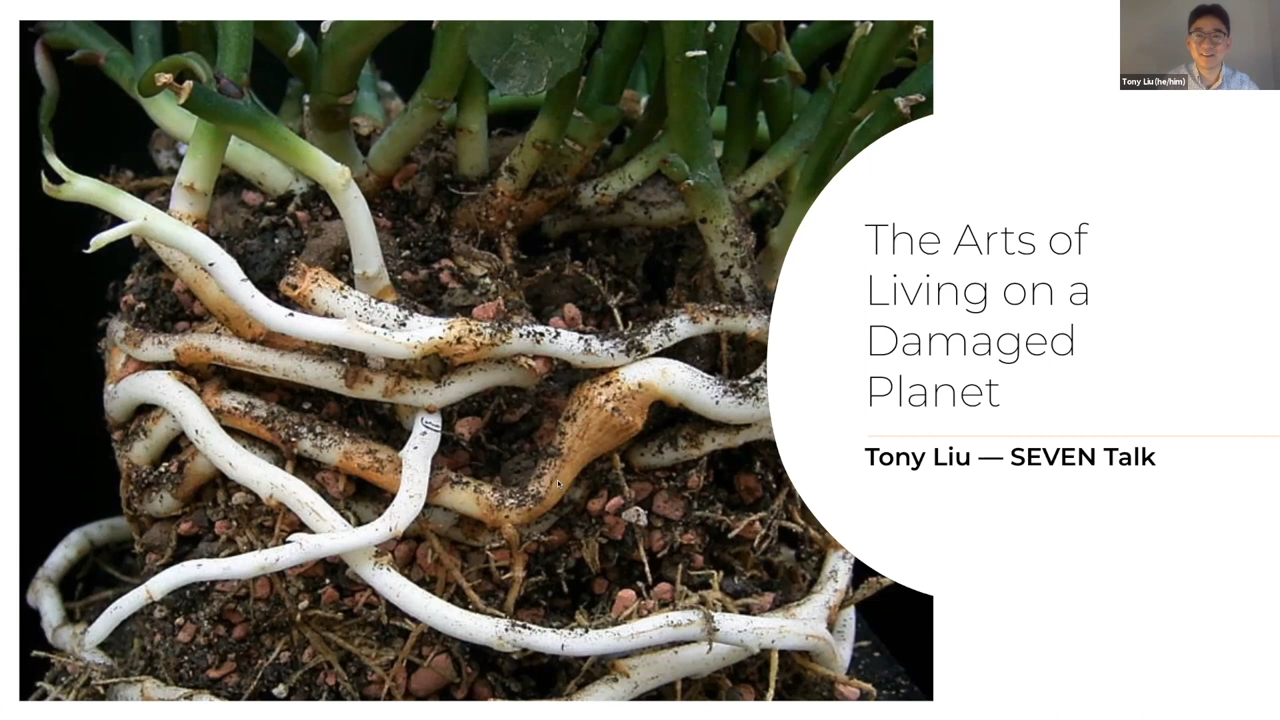 Tony Liu (he/him)
The Arts of
Living on a
Damaged
Planet
Tony Liu — SEVEN Talk